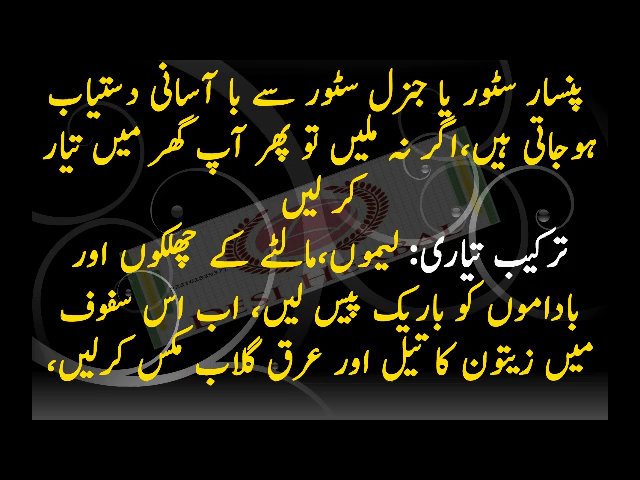 پنسار سٹور یا جنرل سٹور سے با آسانی دستیاب
ہوجاتی ہیں،اگر نہ ملیں تو پھر آپ گھر میں تیار
کر لیں
ترکیب تیاری: لیموں،مالٹے کے چھلکوں اور
باداموں کو باریک پیس لیں، اب اس سفوف
میں زیتون کا تیل اور عرق گلاب مکس کرلیں،